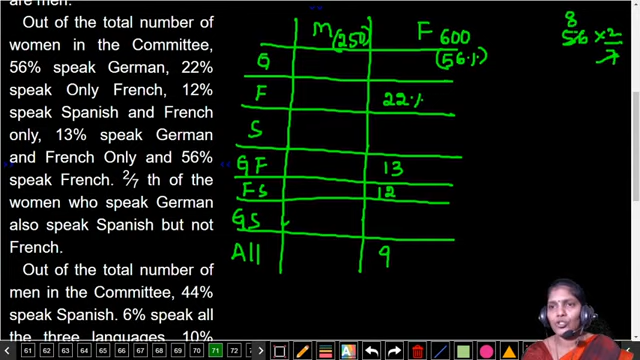 are men.
Out of the total number of
women in the Committee,
56% speak German, 22%
speak Only French, 12%
speak Spanish and French
only, 13% speak German
and French Only and 56%
speak French. 2/7 th of the
women who speak German
also speak Spanish but not
French.
Out of the total number of
men in the Committee, 44%
speak Spanish. 6% speak all
the three languages. 10%
M (250) F 600
G (56%)
F 22%
S
GF 13
FS 12
GS
All 9
8
56 × 2
7
61 62 63 64 65 66 67 68 69 70 71 72 73 74 75 76 77 78